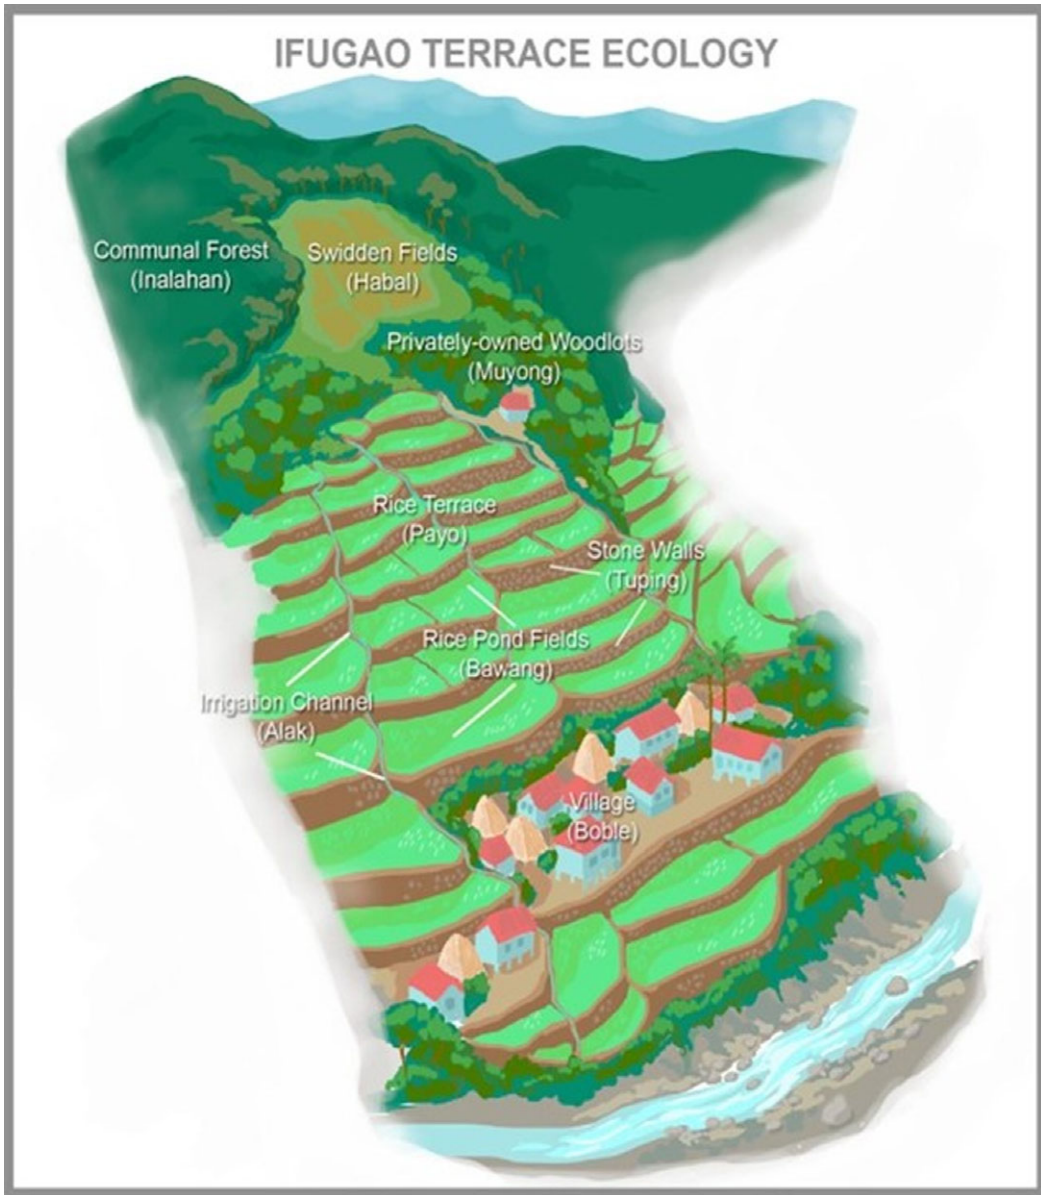 IFUGAO TERRACE ECOLOGY
Communal Forest
(Inalahan)
Swidden Fields
(Habal)
Privately-owned Woodlots
(Muyong)
Rice Terrace
(Payo)
Stone Walls
(Tuping)
Rice Pond Fields
(Bawang)
Irrigation Channel
(Alak)
Village
(Boble)